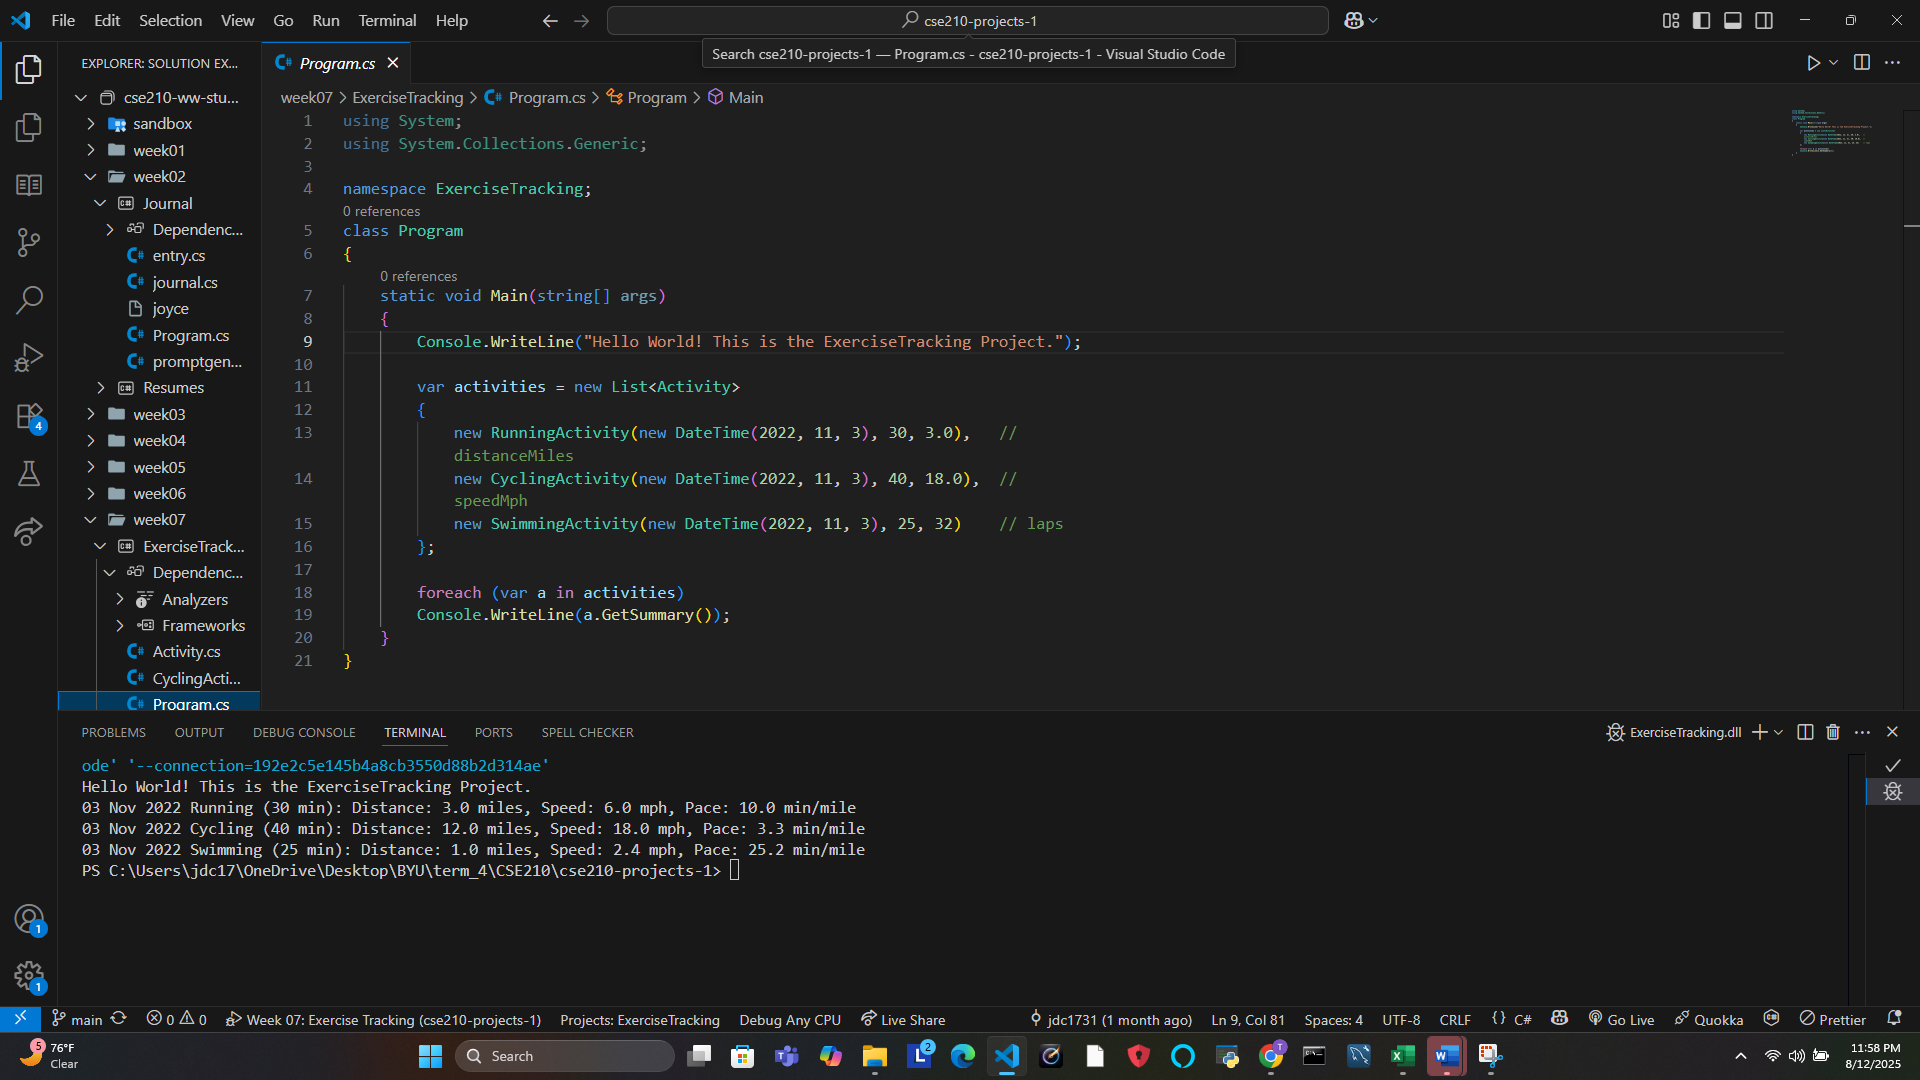 File Edit Selection View Go Run Terminal Help
cse210-projects-1
Search cse210-projects-1 — Program.cs - cse210-projects-1 - Visual Studio Code
EXPLORER: SOLUTION EX...
cse210-ww-stu...
sandbox
week01
week02
Journal
Dependenc...
entry.cs
journal.cs
joyce
Program.cs
promptgen...
Resumes
week03
week04
week05
week06
week07
ExerciseTrack...
Dependenc...
Analyzers
Frameworks
Activity.cs
CyclingActi...
Program.cs
4
1
1
Program.cs
week07 > ExerciseTracking > Program.cs > Program > Main
1 using System;
2 using System.Collections.Generic;
3
4 namespace ExerciseTracking;
0 references
5 class Program
6 {
0 references
7 static void Main(string[] args)
8 {
9 Console.WriteLine("Hello World! This is the ExerciseTracking Project.");
10
11 var activities = new List<Activity>
12 {
13 new RunningActivity(new DateTime(2022, 11, 3), 30, 3.0), //
distanceMiles
14 new CyclingActivity(new DateTime(2022, 11, 3), 40, 18.0), //
speedMph
15 new SwimmingActivity(new DateTime(2022, 11, 3), 25, 32) // laps
16 };
17
18 foreach (var a in activities)
19 Console.WriteLine(a.GetSummary());
20 }
21 }
PROBLEMS OUTPUT DEBUG CONSOLE TERMINAL PORTS SPELL CHECKER
ExerciseTracking.dll
ode' '--connection=192e2c5e145b4a8cb3550d88b2d314ae'
Hello World! This is the ExerciseTracking Project.
03 Nov 2022 Running (30 min): Distance: 3.0 miles, Speed: 6.0 mph, Pace: 10.0 min/mile
03 Nov 2022 Cycling (40 min): Distance: 12.0 miles, Speed: 18.0 mph, Pace: 3.3 min/mile
03 Nov 2022 Swimming (25 min): Distance: 1.0 miles, Speed: 2.4 mph, Pace: 25.2 min/mile
PS C:\Users\jdc17\OneDrive\Desktop\BYU\term_4\CSE210\cse210-projects-1>
main 0 0 Week 07: Exercise Tracking (cse210-projects-1) Projects: ExerciseTracking Debug Any CPU Live Share jdc1731 (1 month ago) Ln 9, Col 81 Spaces: 4 UTF-8 CRLF {} C# Go Live Quokka Prettier
5 76°F
Clear
Search
2
11:58 PM
8/12/2025